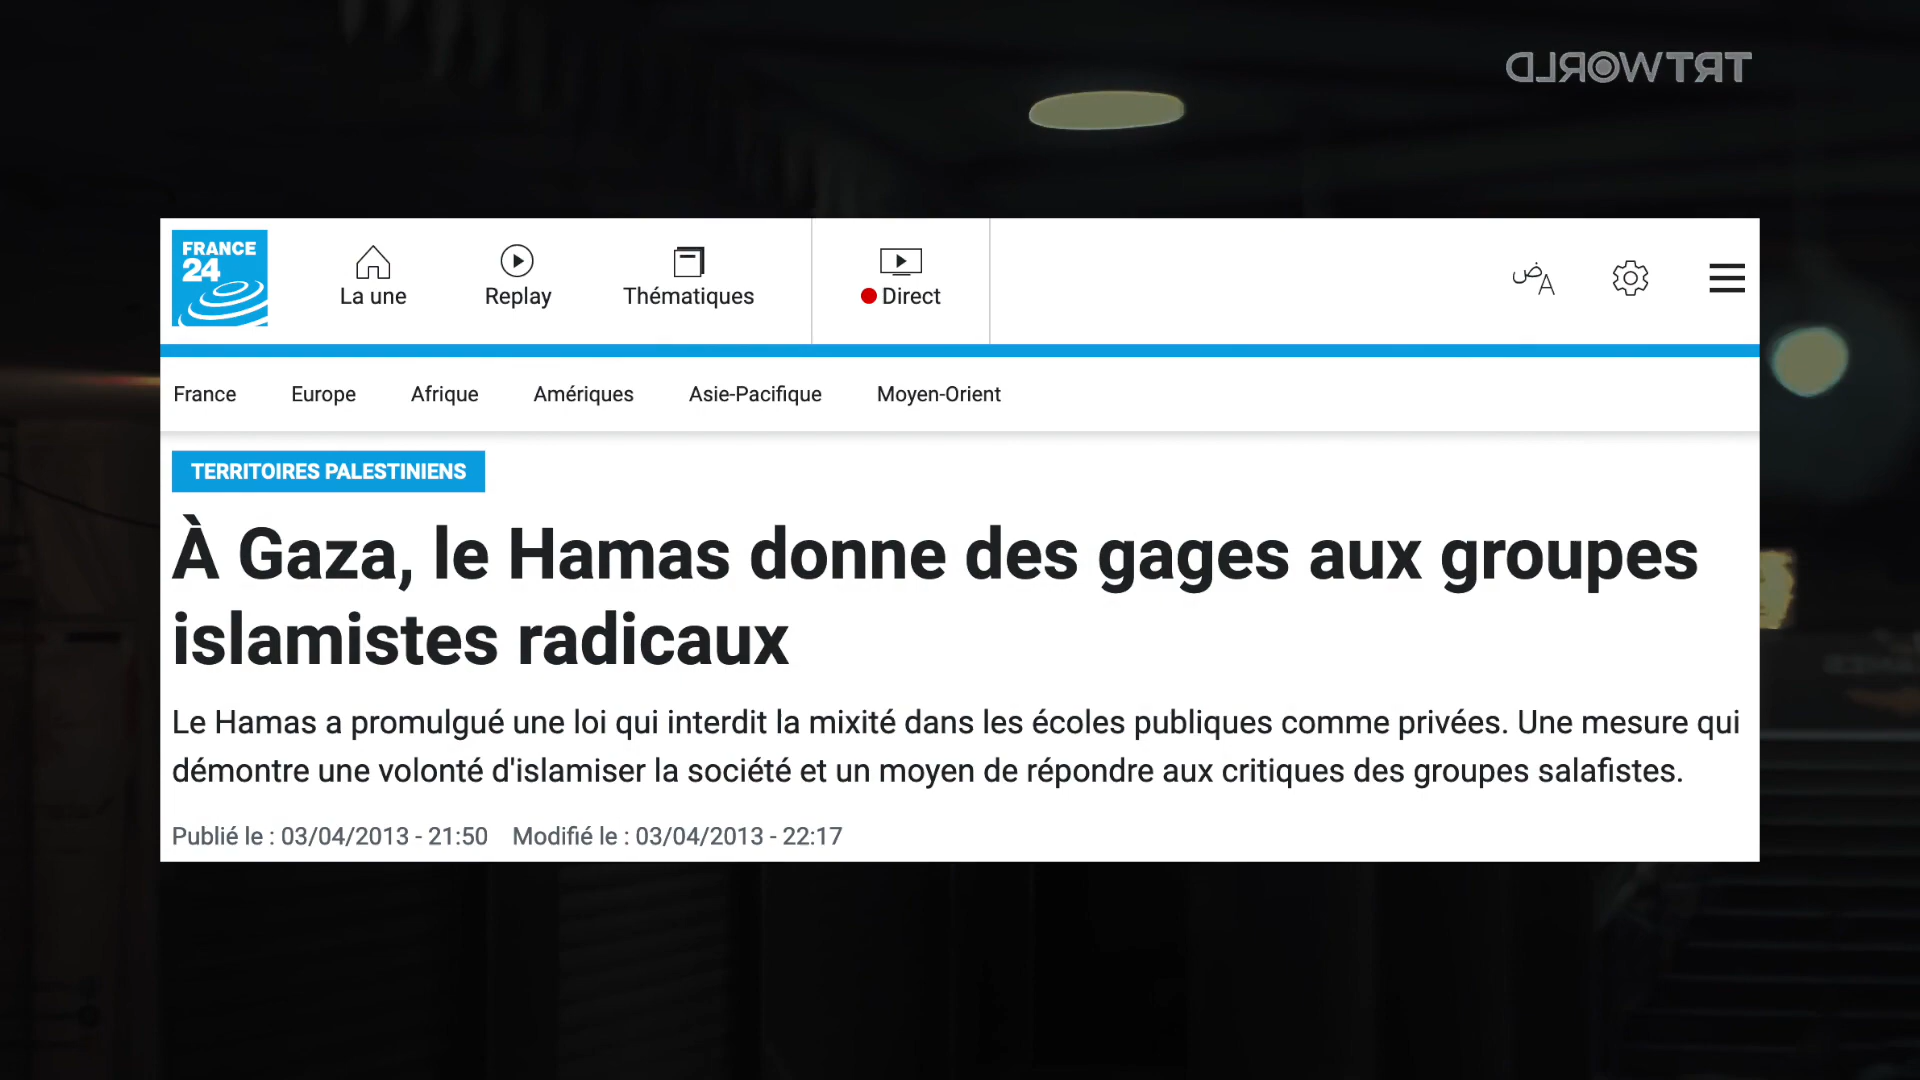 TRTWORLD
FRANCE
24
La une
Replay
Thématiques
Direct
ض A
France
Europe
Afrique
Amériques
Asie-Pacifique
Moyen-Orient
TERRITOIRES PALESTINIENS
À Gaza, le Hamas donne des gages aux groupes
islamistes radicaux
Le Hamas a promulgué une loi qui interdit la mixité dans les écoles publiques comme privées. Une mesure qui
démontre une volonté d'islamiser la société et un moyen de répondre aux critiques des groupes salafistes.
Publié le : 03/04/2013 - 21:50 Modifié le : 03/04/2013 - 22:17